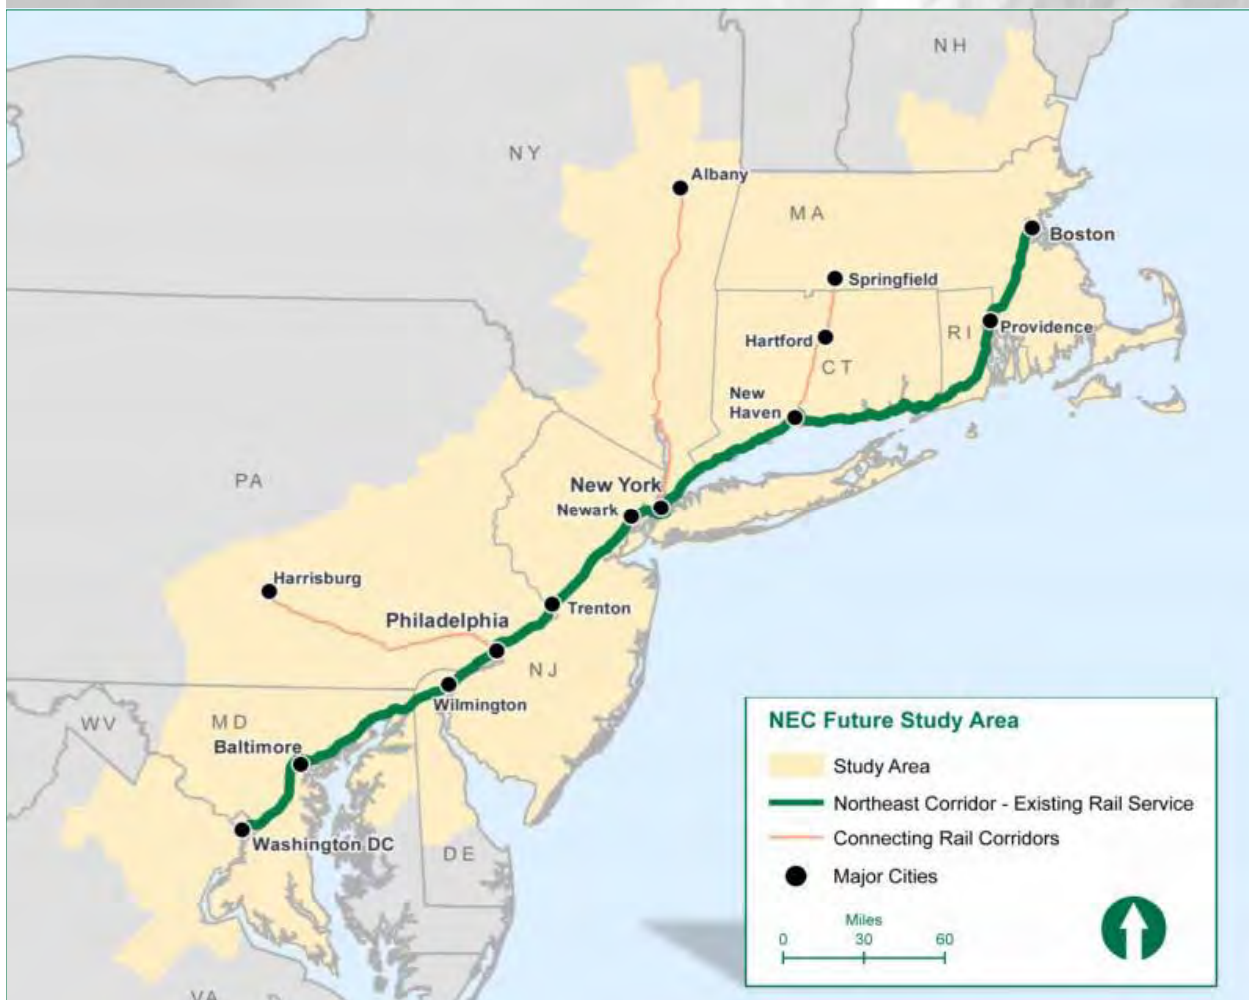 NH
NY
Albany
MA
Boston
Springfield
RI
Providence
Hartford
CT
New
Haven
PA
New York
Newark
Harrisburg
Trenton
Philadelphia
NJ
Wilmington
WV
MD
Baltimore
Washington DC
DE
VA
NEC Future Study Area
Study Area
Northeast Corridor - Existing Rail Service
Connecting Rail Corridors
Major Cities
Miles
0 30 60